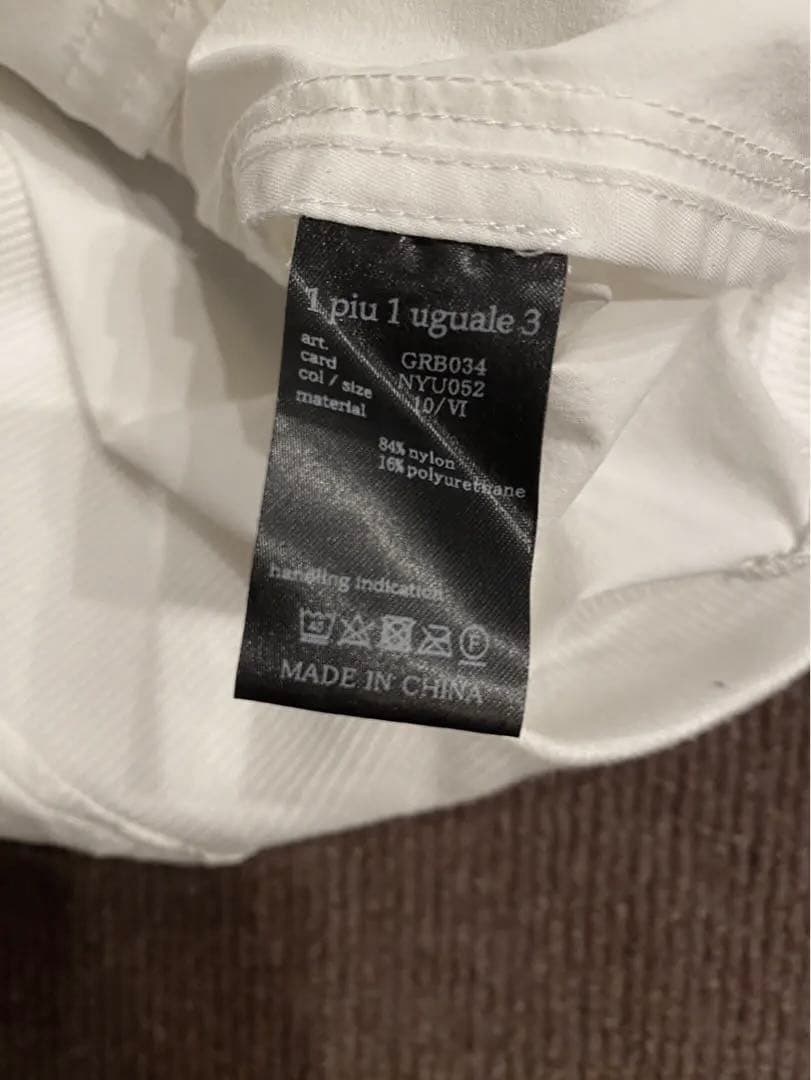 1 piu 1 uguale 3
art. GRB034
card NYU052
col / size 10/VI
material
84% nylon
16% polyurethane
handling indication
40
F
MADE IN CHINA